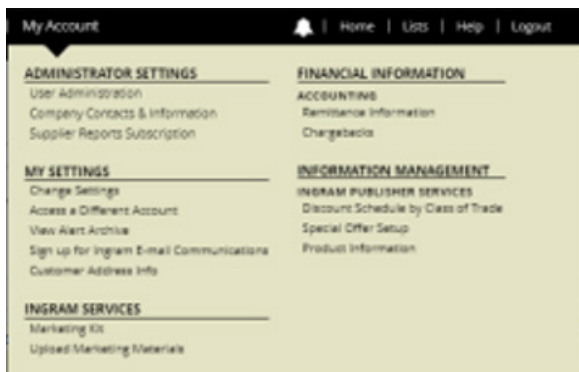 My Account
| Home | Lists | Help | Logout
ADMINISTRATOR SETTINGS
User Administration
Company Contacts & Information
Supplier Reports Subscription
MY SETTINGS
Change Settings
Access a Different Account
View Alert Archive
Sign up for Ingram E-mail Communications
Customer Address Info
INGRAM SERVICES
Marketing Kit
Upload Marketing Materials
FINANCIAL INFORMATION
ACCOUNTING
Remittance Information
Chargebacks
INFORMATION MANAGEMENT
INGRAM PUBLISHER SERVICES
Discount Schedule by Class of Trade
Special Offer Setup
Product Information